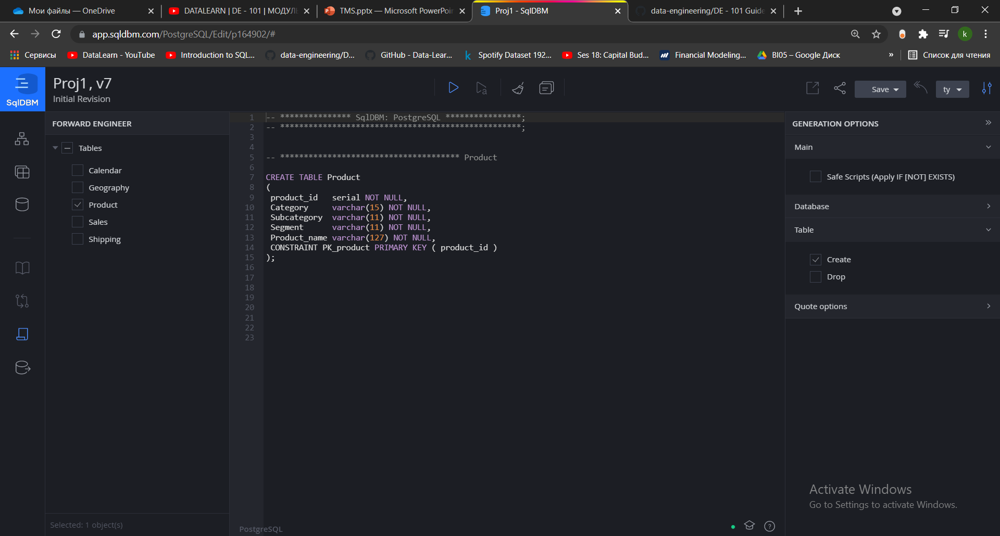 Мои файлы — OneDrive
DATALEARN | DE - 101 | МОДУЛЬ
TMS.pptx — Microsoft PowerPoin
Proj1 - SqlDBM
data-engineering/DE - 101 Guide
app.sqldbm.com/PostgreSQL/Edit/p164902/#
k
Сервисы
DataLearn - YouTube
Introduction to SQL...
data-engineering/D...
GitHub - Data-Lear...
k
Spotify Dataset 192...
Ses 18: Capital Bud...
Financial Modeling...
BI05 – Google Диск
»
Список для чтения
SqlDBM
Proj1, v7
Initial Revision
Save
ty
FORWARD ENGINEER
Tables
Calendar
Geography
Product
Sales
Shipping
Selected: 1 object(s)
1 -- *************** SqlDBM: PostgreSQL ****************;
2 -- ***************************************************;
3
4
5 -- ************************************** Product
6
7 CREATE TABLE Product
8 (
9 product_id serial NOT NULL,
10 Category varchar(15) NOT NULL,
11 Subcategory varchar(11) NOT NULL,
12 Segment varchar(11) NOT NULL,
13 Product_name varchar(127) NOT NULL,
14 CONSTRAINT PK_product PRIMARY KEY ( product_id )
15 );
16
17
18
19
20
21
22
23
PostgreSQL
GENERATION OPTIONS
Main
Safe Scripts (Apply IF [NOT] EXISTS)
Database
Table
Create
Drop
Quote options
Activate Windows
Go to Settings to activate Windows.